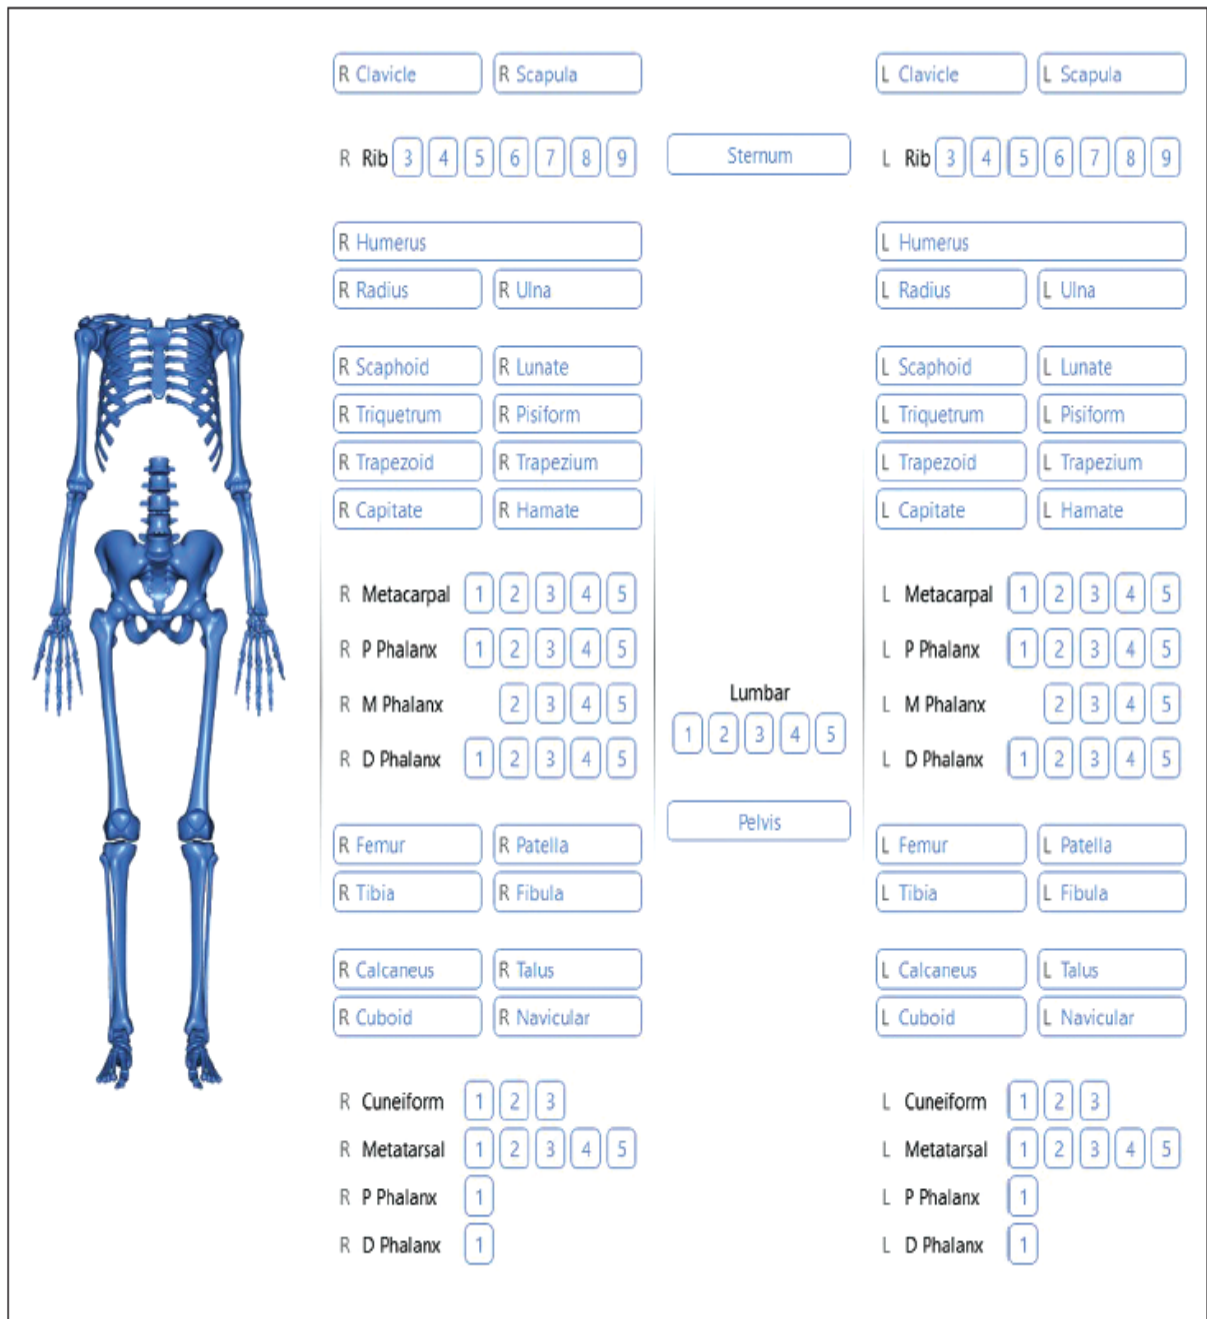 R Clavicle R Scapula L Clavicle L Scapula
R Rib 3 4 5 6 7 8 9 Sternum L Rib 3 4 5 6 7 8 9
R Humerus L Humerus
R Radius R Ulna L Radius L Ulna
R Scaphoid R Lunate L Scaphoid L Lunate
R Triquetrum R Pisiform L Triquetrum L Pisiform
R Trapezoid R Trapezium L Trapezoid L Trapezium
R Capitate R Hamate L Capitate L Hamate
R Metacarpal 1 2 3 4 5 L Metacarpal 1 2 3 4 5
R P Phalanx 1 2 3 4 5 L P Phalanx 1 2 3 4 5
R M Phalanx 2 3 4 5 Lumbar L M Phalanx 2 3 4 5
1 2 3 4 5
R D Phalanx 1 2 3 4 5 L D Phalanx 1 2 3 4 5
Pelvis
R Femur R Patella L Femur L Patella
R Tibia R Fibula L Tibia L Fibula
R Calcaneus R Talus L Calcaneus L Talus
R Cuboid R Navicular L Cuboid L Navicular
R Cuneiform 1 2 3 L Cuneiform 1 2 3
R Metatarsal 1 2 3 4 5 L Metatarsal 1 2 3 4 5
R P Phalanx 1 L P Phalanx 1
R D Phalanx 1 L D Phalanx 1